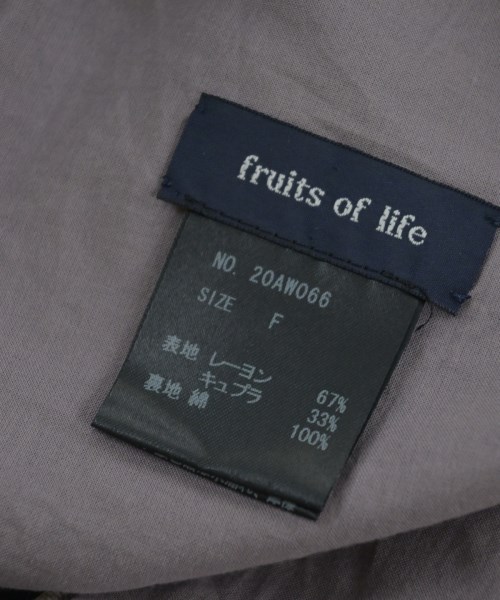 fruits of life
NO. 20AW066
SIZE F
表地 レーヨン 67%
キュプラ 33%
裏地 綿 100%